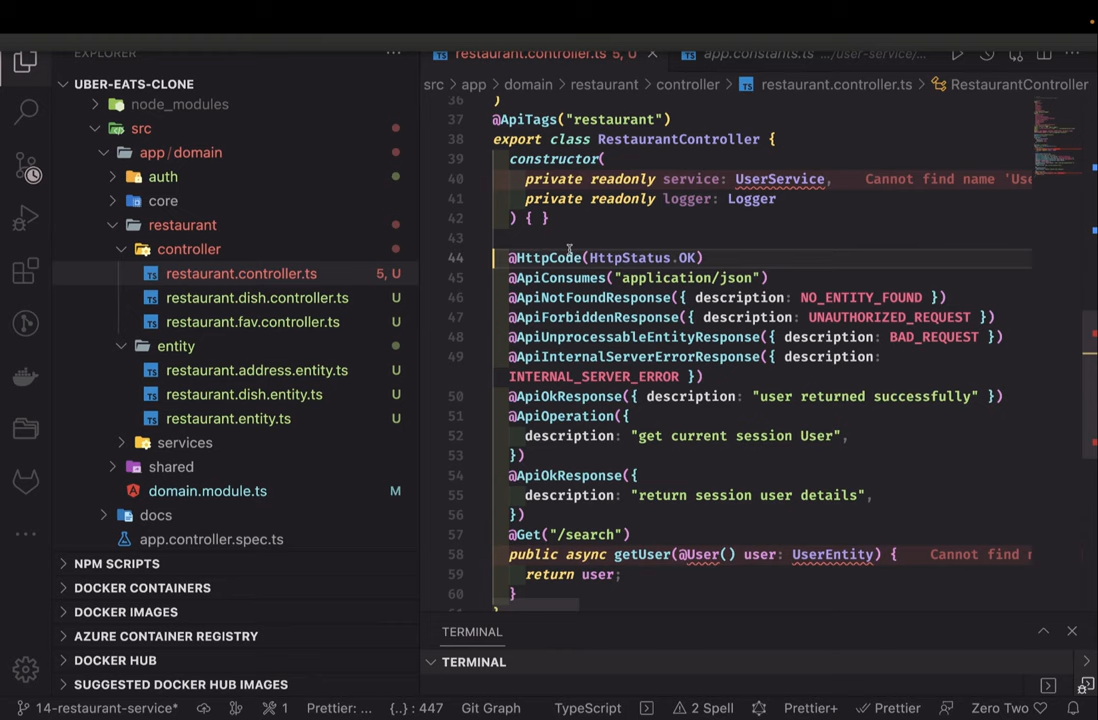 EXPLORER
UBER-EATS-CLONE
node_modules
src
app / domain
auth
core
restaurant
controller
restaurant.controller.ts 5, U
restaurant.dish.controller.ts U
restaurant.fav.controller.ts U
entity
restaurant.address.entity.ts U
restaurant.dish.entity.ts U
restaurant.entity.ts U
services
shared
domain.module.ts M
docs
app.controller.spec.ts
NPM SCRIPTS
DOCKER CONTAINERS
DOCKER IMAGES
AZURE CONTAINER REGISTRY
DOCKER HUB
SUGGESTED DOCKER HUB IMAGES
restaurant.controller.ts 5, U app.constants.ts .../user-service/...
src > app > domain > restaurant > controller > restaurant.controller.ts > RestaurantController
36 )
37 @ApiTags("restaurant")
38 export class RestaurantController {
39 constructor(
40 private readonly service: UserService, Cannot find name 'Use
41 private readonly logger: Logger
42 ) { }
43
44 @HttpCode(HttpStatus.OK)
45 @ApiConsumes("application/json")
46 @ApiNotFoundResponse({ description: NO_ENTITY_FOUND })
47 @ApiForbiddenResponse({ description: UNAUTHORIZED_REQUEST })
48 @ApiUnprocessableEntityResponse({ description: BAD_REQUEST })
49 @ApiInternalServerErrorResponse({ description:
INTERNAL_SERVER_ERROR })
50 @ApiOkResponse({ description: "user returned successfully" })
51 @ApiOperation({
52 description: "get current session User",
53 })
54 @ApiOkResponse({
55 description: "return session user details",
56 })
57 @Get("/search")
58 public async getUser(@User() user: UserEntity) { Cannot find n
59 return user;
60 }
TERMINAL
TERMINAL
14-restaurant-service* 1 Prettier: ... {..} : 447 Git Graph TypeScript 2 Spell Prettier+ Prettier Zero Two